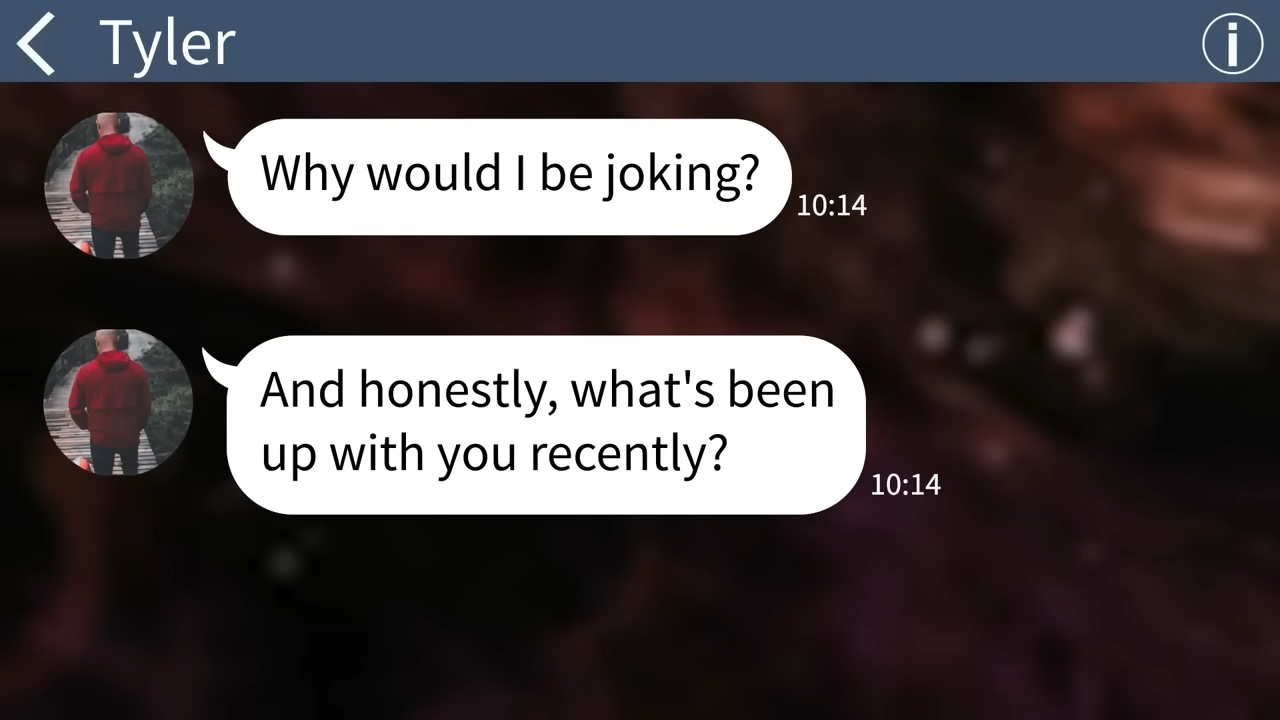 Tyler
Why would I be joking?
10:14
And honestly, what's been
up with you recently?
10:14